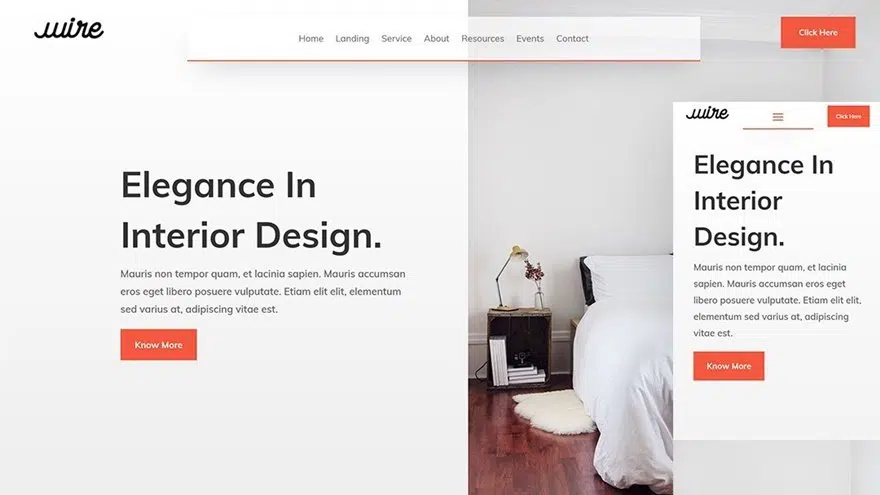 wire
Home Landing Service About Resources Events Contact
Click Here
Elegance In
Interior Design.
Mauris non tempor quam, et lacinia sapien. Mauris accumsan
eros eget libero posuere vulputate. Etiam elit elit, elementum
sed varius at, adipiscing vitae est.
Know More
wire
Click Here
Elegance In
Interior
Design.
Mauris non tempor quam, et lacinia
sapien. Mauris accumsan eros eget
libero posuere vulputate. Etiam elit elit,
elementum sed varius at, adipiscing
vitae est.
Know More